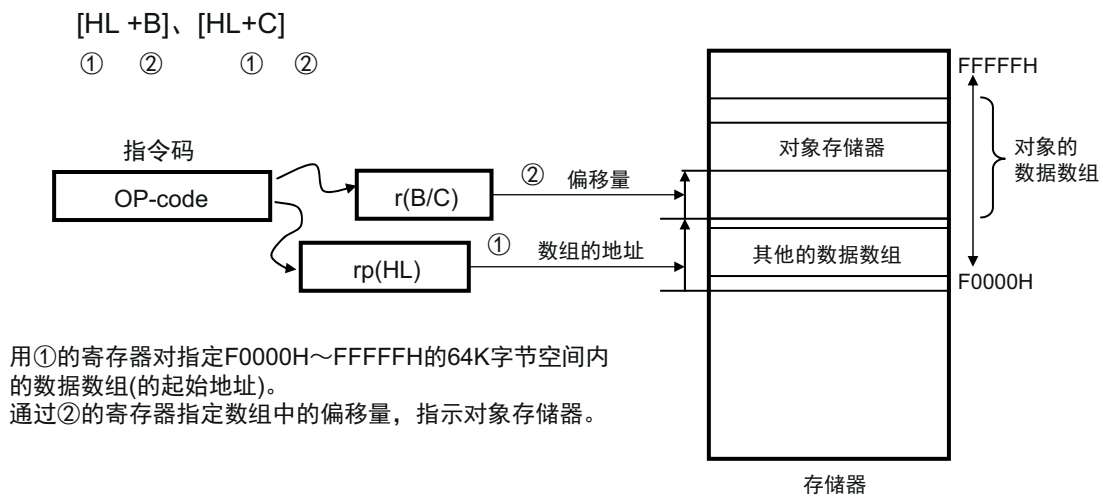 [HL +B]、[HL+C]
① ② ① ②
FFFFFH
指令码
OP-code
r(B/C)
② 偏移量
对象存储器
对象的
数据数组
rp(HL)
① 数组的地址
其他的数据数组
F0000H
用①的寄存器对指定F0000H～FFFFFH的64K字节空间内
的数据数组(的起始地址)。
通过②的寄存器指定数组中的偏移量，指示对象存储器。
存储器